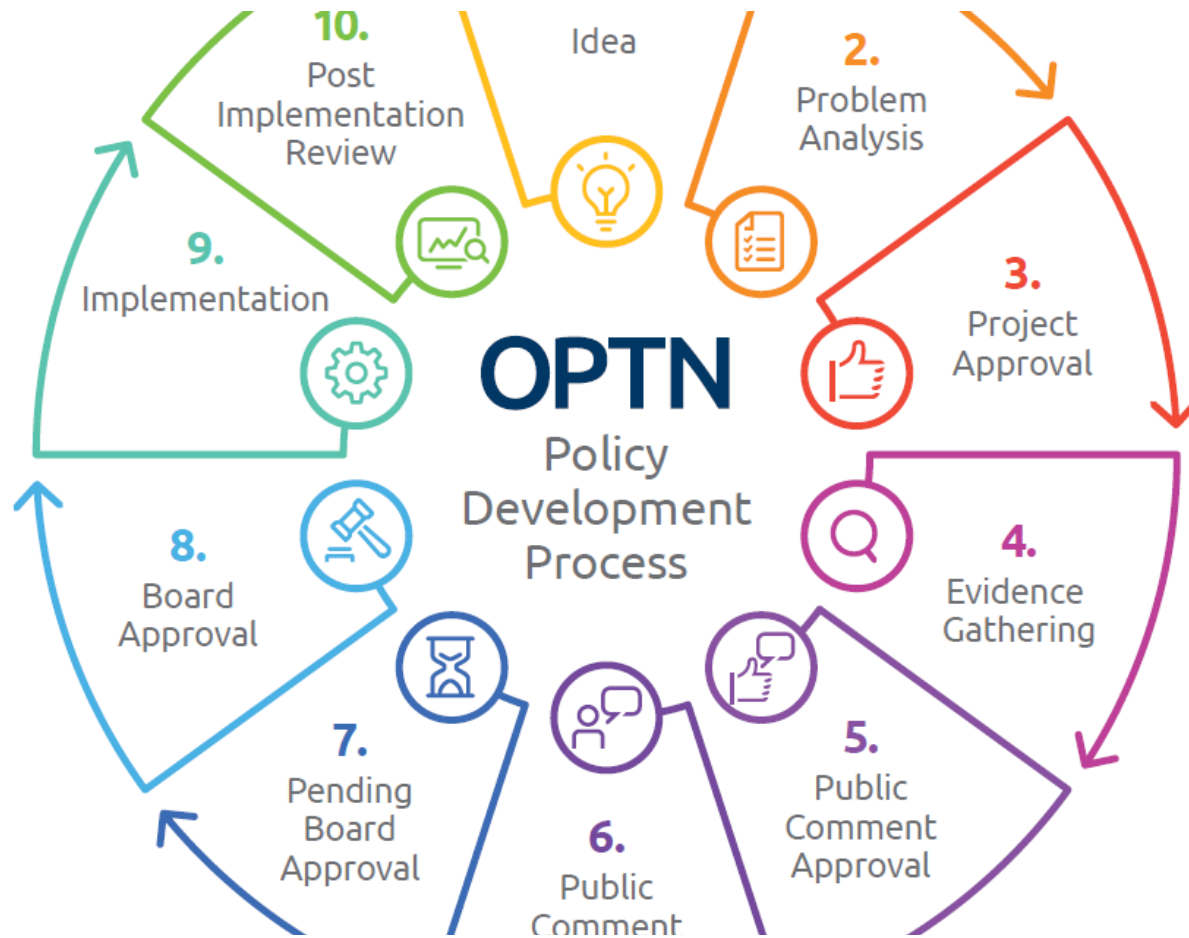 Idea
2.
Problem
Analysis
3.
Project
Approval
4.
Evidence
Gathering
5.
Public
Comment
Approval
6.
Public
Comment
7.
Pending
Board
Approval
8.
Board
Approval
9.
Implementation
10.
Post
Implementation
Review
OPTN
Policy
Development
Process